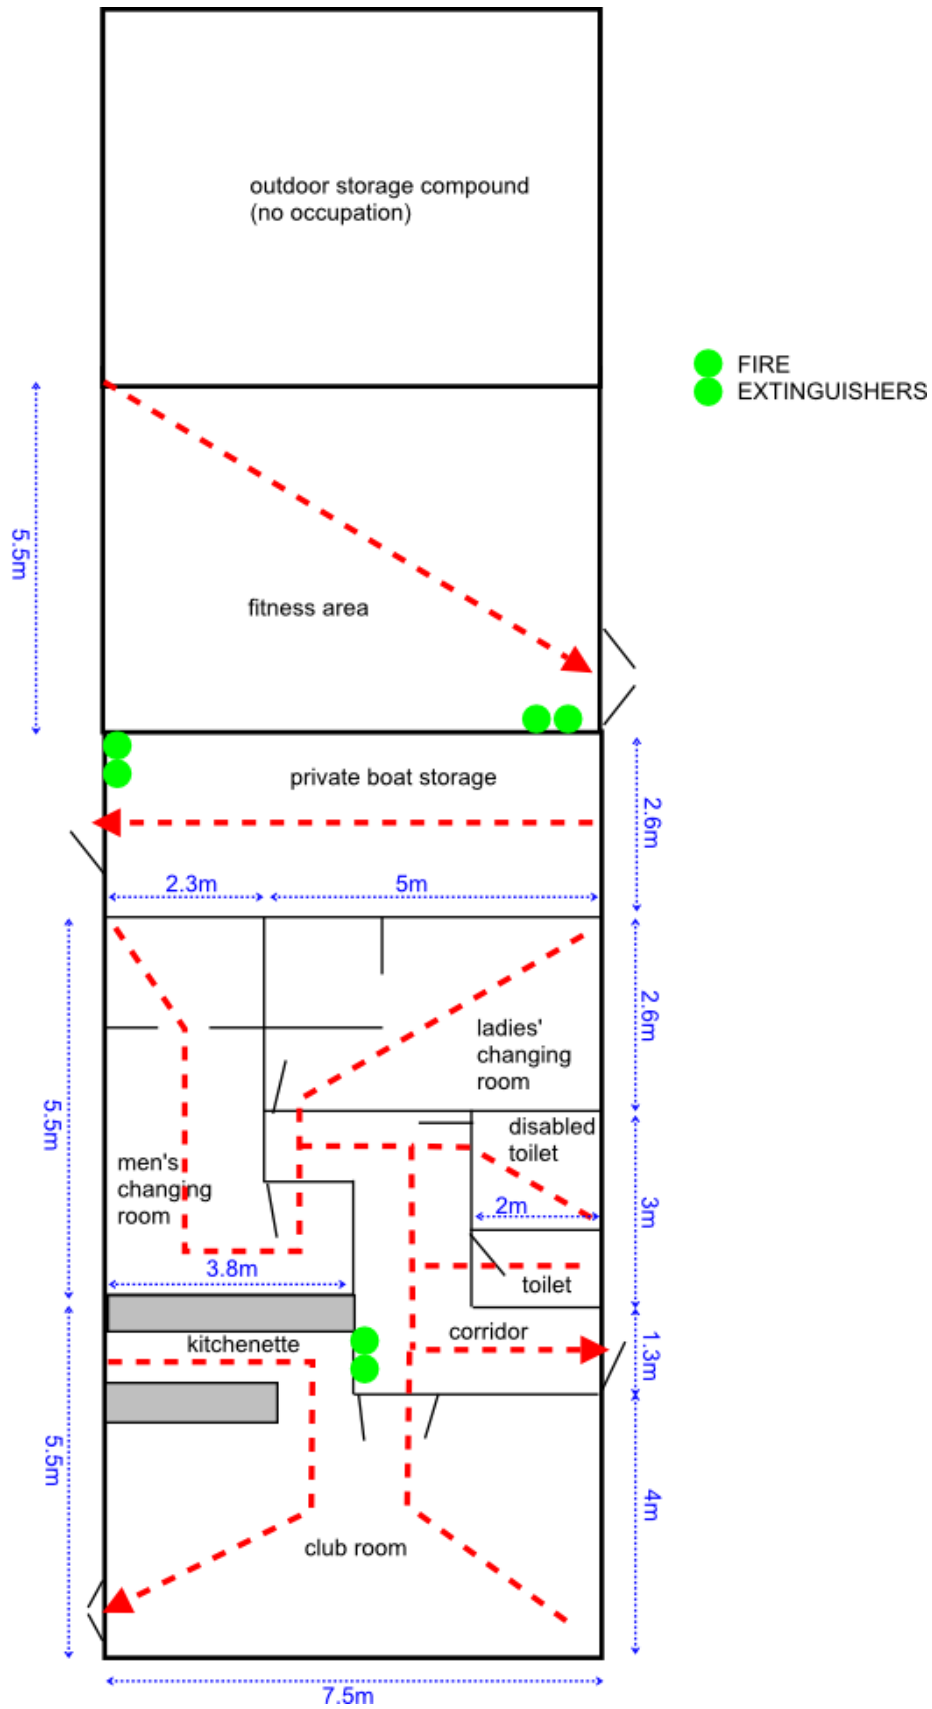 outdoor storage compound
(no occupation)
FIRE
EXTINGUISHERS
5.5m
fitness area
private boat storage
2.6m
2.3m
5m
ladies'
changing
room
2.6m
disabled
toilet
5.5m
men's
changing
room
2m
3m
3.8m
toilet
kitchenette
corridor
1.3m
5.5m
4m
club room
7.5m